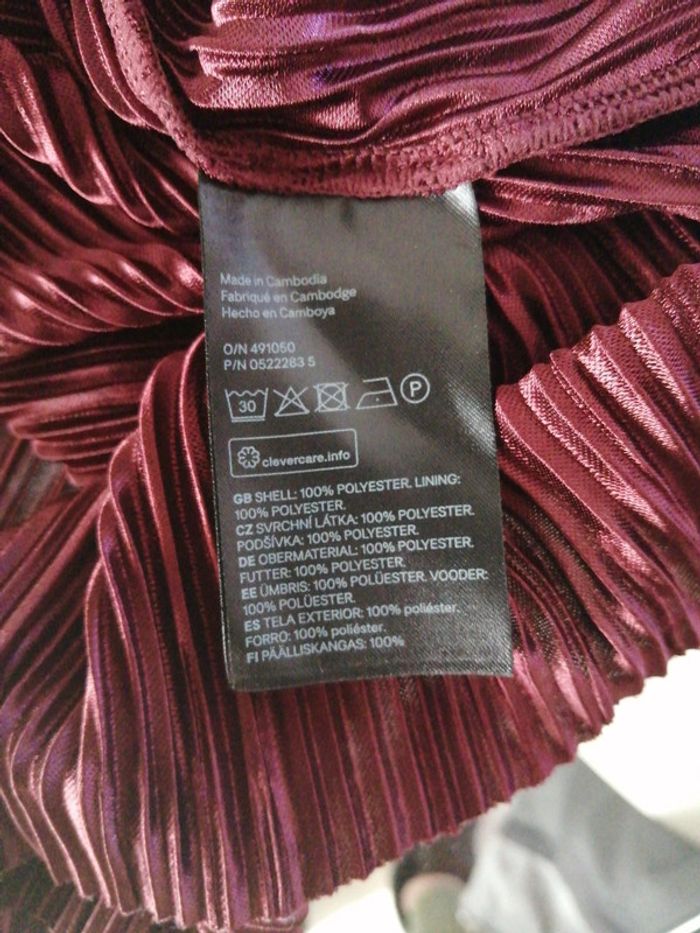 Made in Cambodia
Fabriqué en Cambodge
Hecho en Camboya
O/N 491050
P/N 0522283 5
30 P
clevercare.info
GB SHELL: 100% POLYESTER. LINING:
100% POLYESTER.
CZ SVRCHNÍ LÁTKA: 100% POLYESTER.
PODŠÍVKA: 100% POLYESTER.
DE OBERMATERIAL: 100% POLYESTER.
FUTTER: 100% POLYESTER.
EE ÜMBRIS: 100% POLÜESTER. VOODER:
100% POLÜESTER.
ES TELA EXTERIOR: 100% poliéster.
FORRO: 100% poliéster.
FI PÄÄLLISKANGAS: 100%